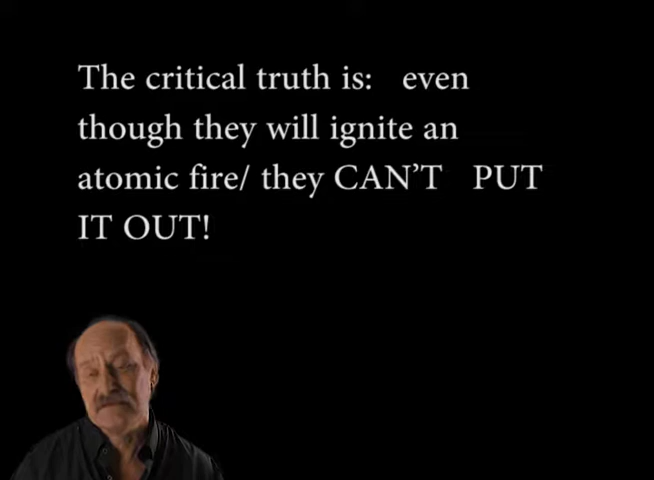 The critical truth is:   even
though they will ignite an
atomic fire/ they CAN’T   PUT
IT OUT!